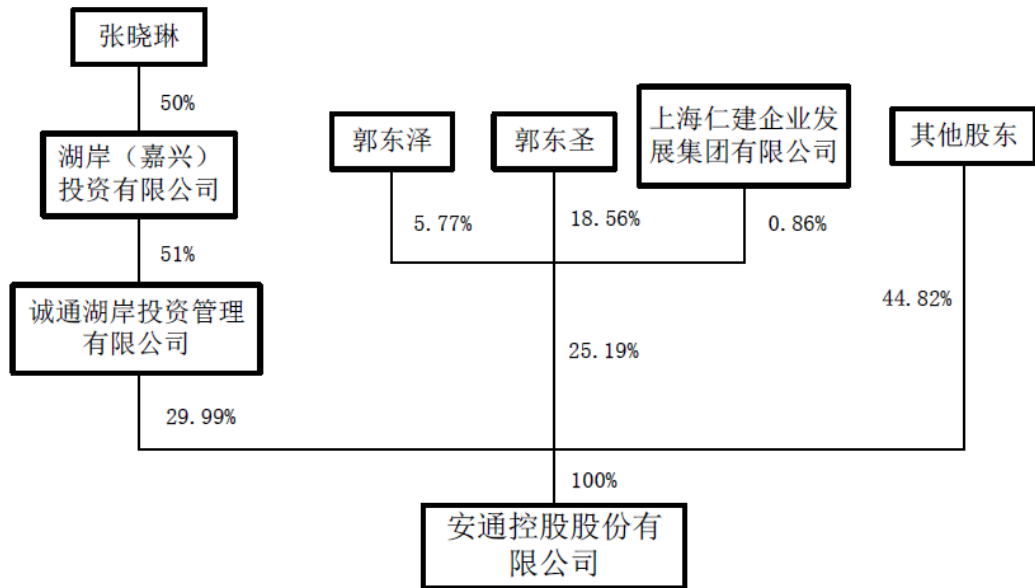 张晓琳
50%
湖岸（嘉兴）
投资有限公司
51%
诚通湖岸投资管理
有限公司
29.99%
郭东泽
5.77%
郭东圣
18.56%
上海仁建企业发
展集团有限公司
0.86%
25.19%
其他股东
44.82%
100%
安通控股股份有
限公司